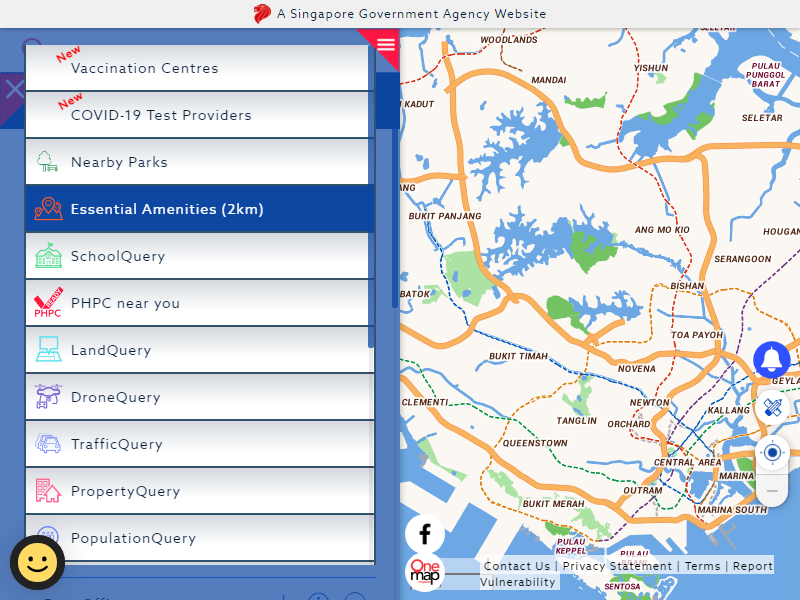 A Singapore Government Agency Website
New
Vaccination Centres
New
COVID-19 Test Providers
Nearby Parks
Essential Amenities (2km)
SchoolQuery
READY
PHPC
PHPC near you
LandQuery
DroneQuery
TrafficQuery
PropertyQuery
PopulationQuery
WOODLANDS
SELETAR
YISHUN
MANDAI
PULAU
PUNGGOL
BARAT
KADUT
SELETAR
ANG
BUKIT PANJANG
ANG MO KIO
HOUGAN
SERANGOON
BATOK
BISHAN
TOA PAYOH
BUKIT TIMAH
NOVENA
GEYLA
CLEMENTI
NEWTON
KALLANG
TANGLIN
ORCHARD
QUEENSTOWN
CENTRAL AREA
MARINA
OUTRAM
BUKIT MERAH
MARINA SOUTH
PULAU
KEPPEL
PULAU
SENTOSA
One
map
Contact Us | Privacy Statement | Terms | Report
Vulnerability